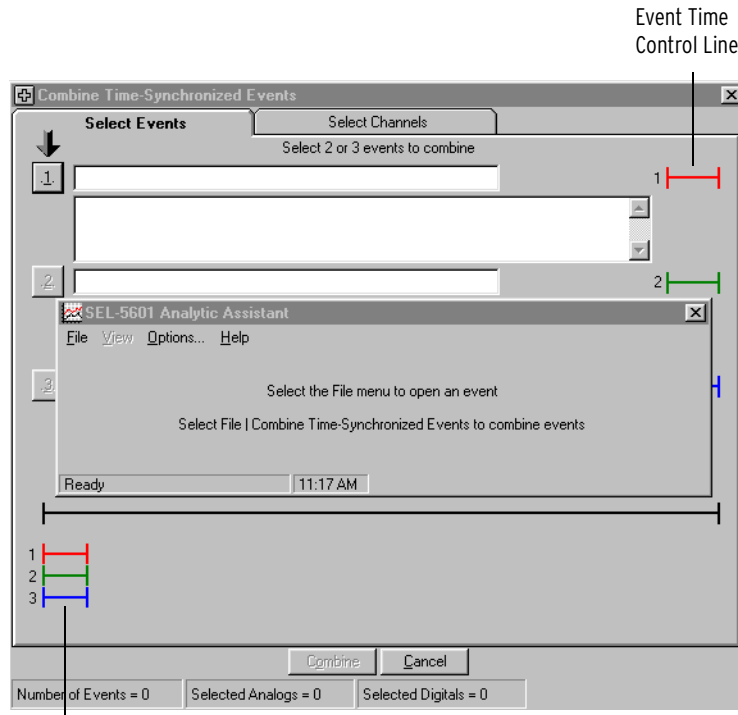 Event Time
Control Line
Combine Time-Synchronized Events
Select Events
Select Channels
Select 2 or 3 events to combine
.1.
1
.2.
2
SEL-5601 Analytic Assistant
File View Options... Help
.3.
Select the File menu to open an event
Select File | Combine Time-Synchronized Events to combine events
Ready
11:17 AM
1
2
3
Combine
Cancel
Number of Events = 0
Selected Analogs = 0
Selected Digitals = 0